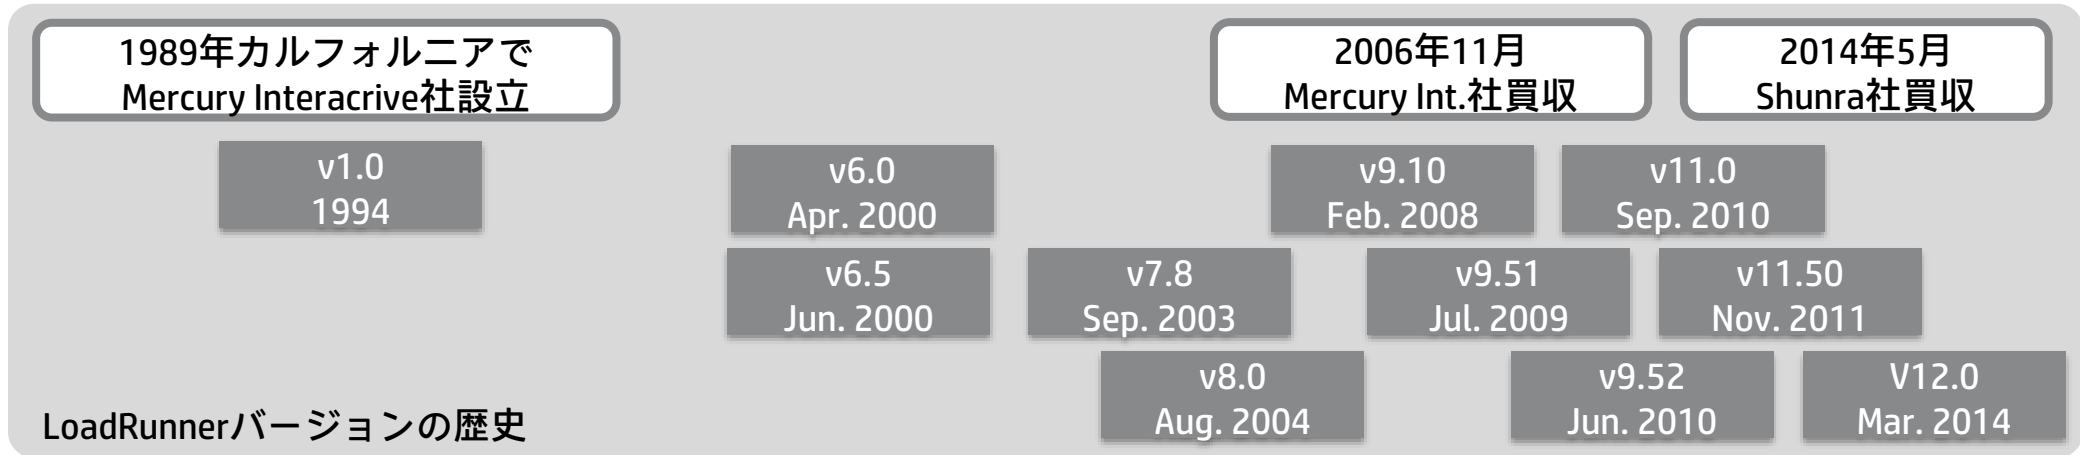 1989年カルフォルニアで
Mercury Interacrive社設立
2006年11月
Mercury Int.社買収
2014年5月
Shunra社買収
v1.0
1994
v6.0
Apr. 2000
v9.10
Feb. 2008
v11.0
Sep. 2010
v6.5
Jun. 2000
v7.8
Sep. 2003
v9.51
Jul. 2009
v11.50
Nov. 2011
v8.0
Aug. 2004
v9.52
Jun. 2010
V12.0
Mar. 2014
LoadRunnerバージョンの歴史